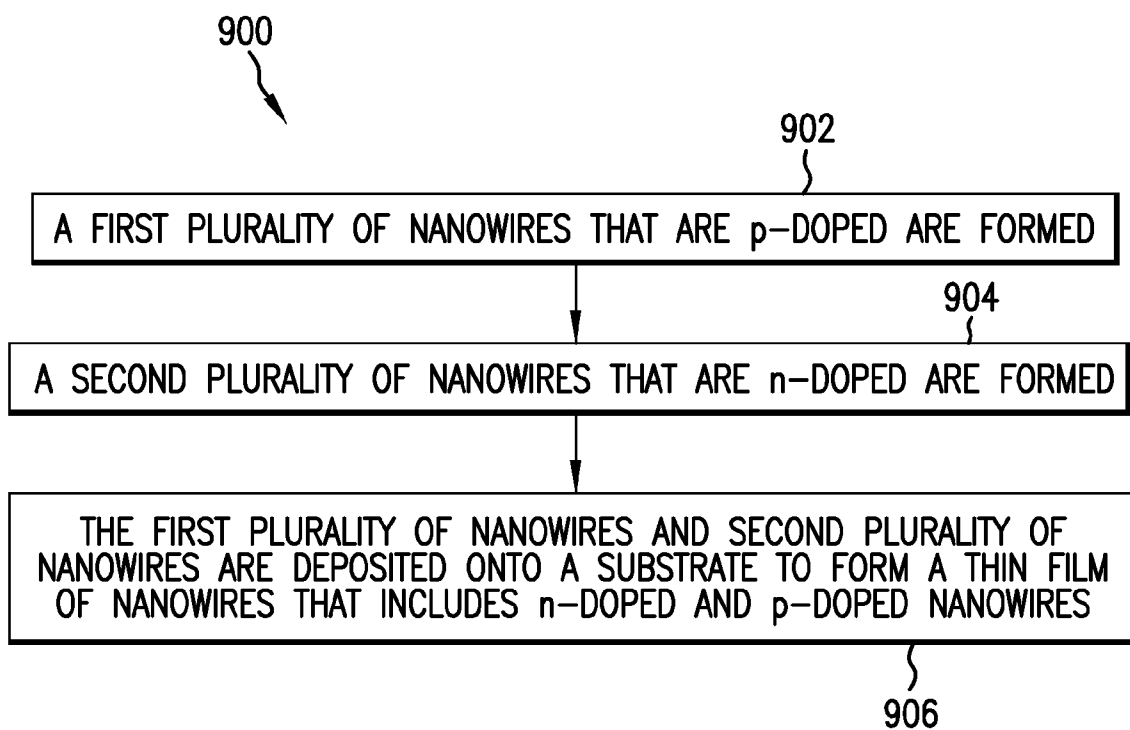 900
902
A FIRST PLURALITY OF NANOWIRES THAT ARE p-DOPED ARE FORMED
904
A SECOND PLURALITY OF NANOWIRES THAT ARE n-DOPED ARE FORMED
THE FIRST PLURALITY OF NANOWIRES AND SECOND PLURALITY OF
NANOWIRES ARE DEPOSITED ONTO A SUBSTRATE TO FORM A THIN FILM
OF NANOWIRES THAT INCLUDES n-DOPED AND p-DOPED NANOWIRES
906